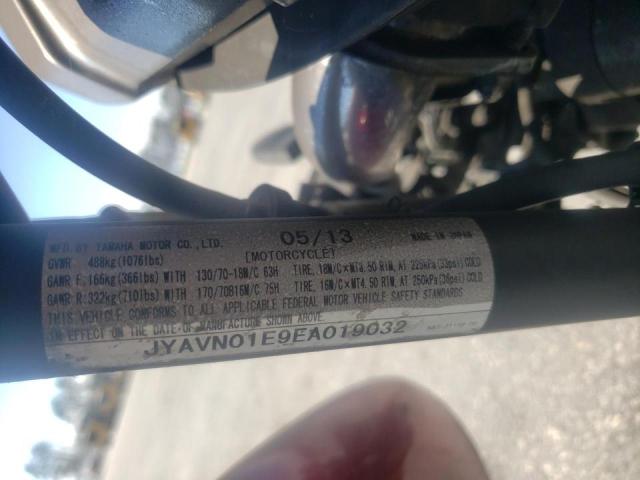 MFD. BY YAMAHA MOTOR CO., LTD. 05/13 MADE IN JAPAN
GVWR 488kg(1076lbs) [MOTORCYCLE]
GAWR F:166kg(366lbs) WITH 130/70-18M/C 63H TIRE, 18M/C×MT3.50 RIM, AT 225kPa(33psi)COLD
GAWR R:322kg(710lbs) WITH 170/70B16M/C 75H TIRE, 16M/C×MT4.50 RIM, AT 250kPa(36psi)COLD
THIS VEHICLE CONFORMS TO ALL APPLICABLE FEDERAL MOTOR VEHICLE SAFETY STANDARDS
IN EFFECT ON THE DATE OF MANUFACTURE SHOWN ABOVE
JYAVN01E9EA019032